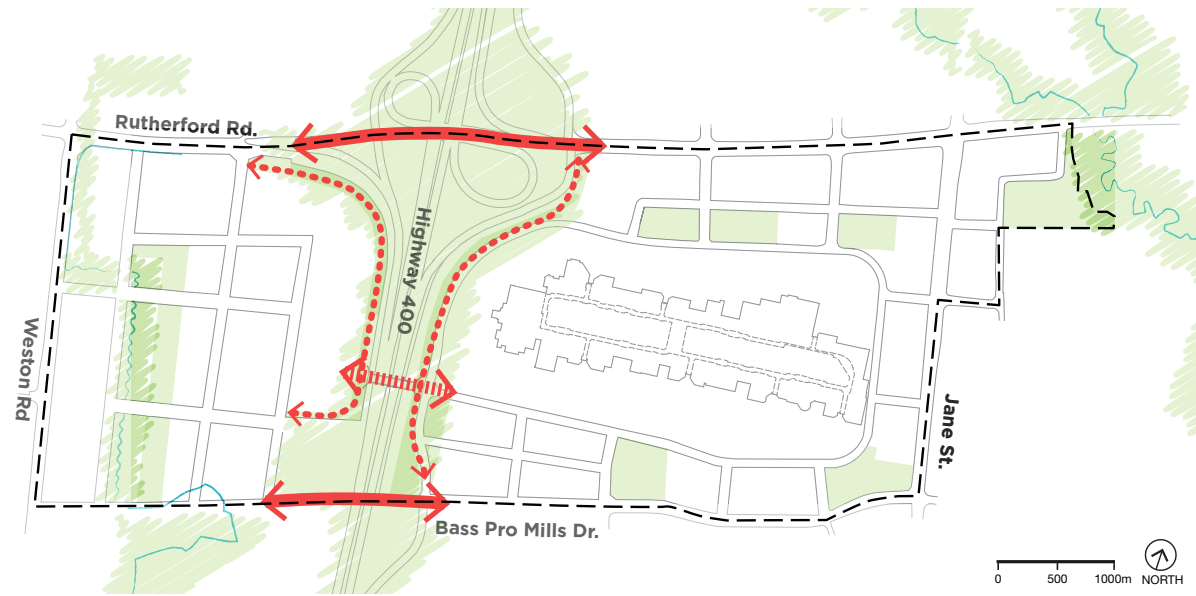 Rutherford Rd.
Highway 400
Weston Rd
Jane St.
Bass Pro Mills Dr.
0 500 1000m
NORTH